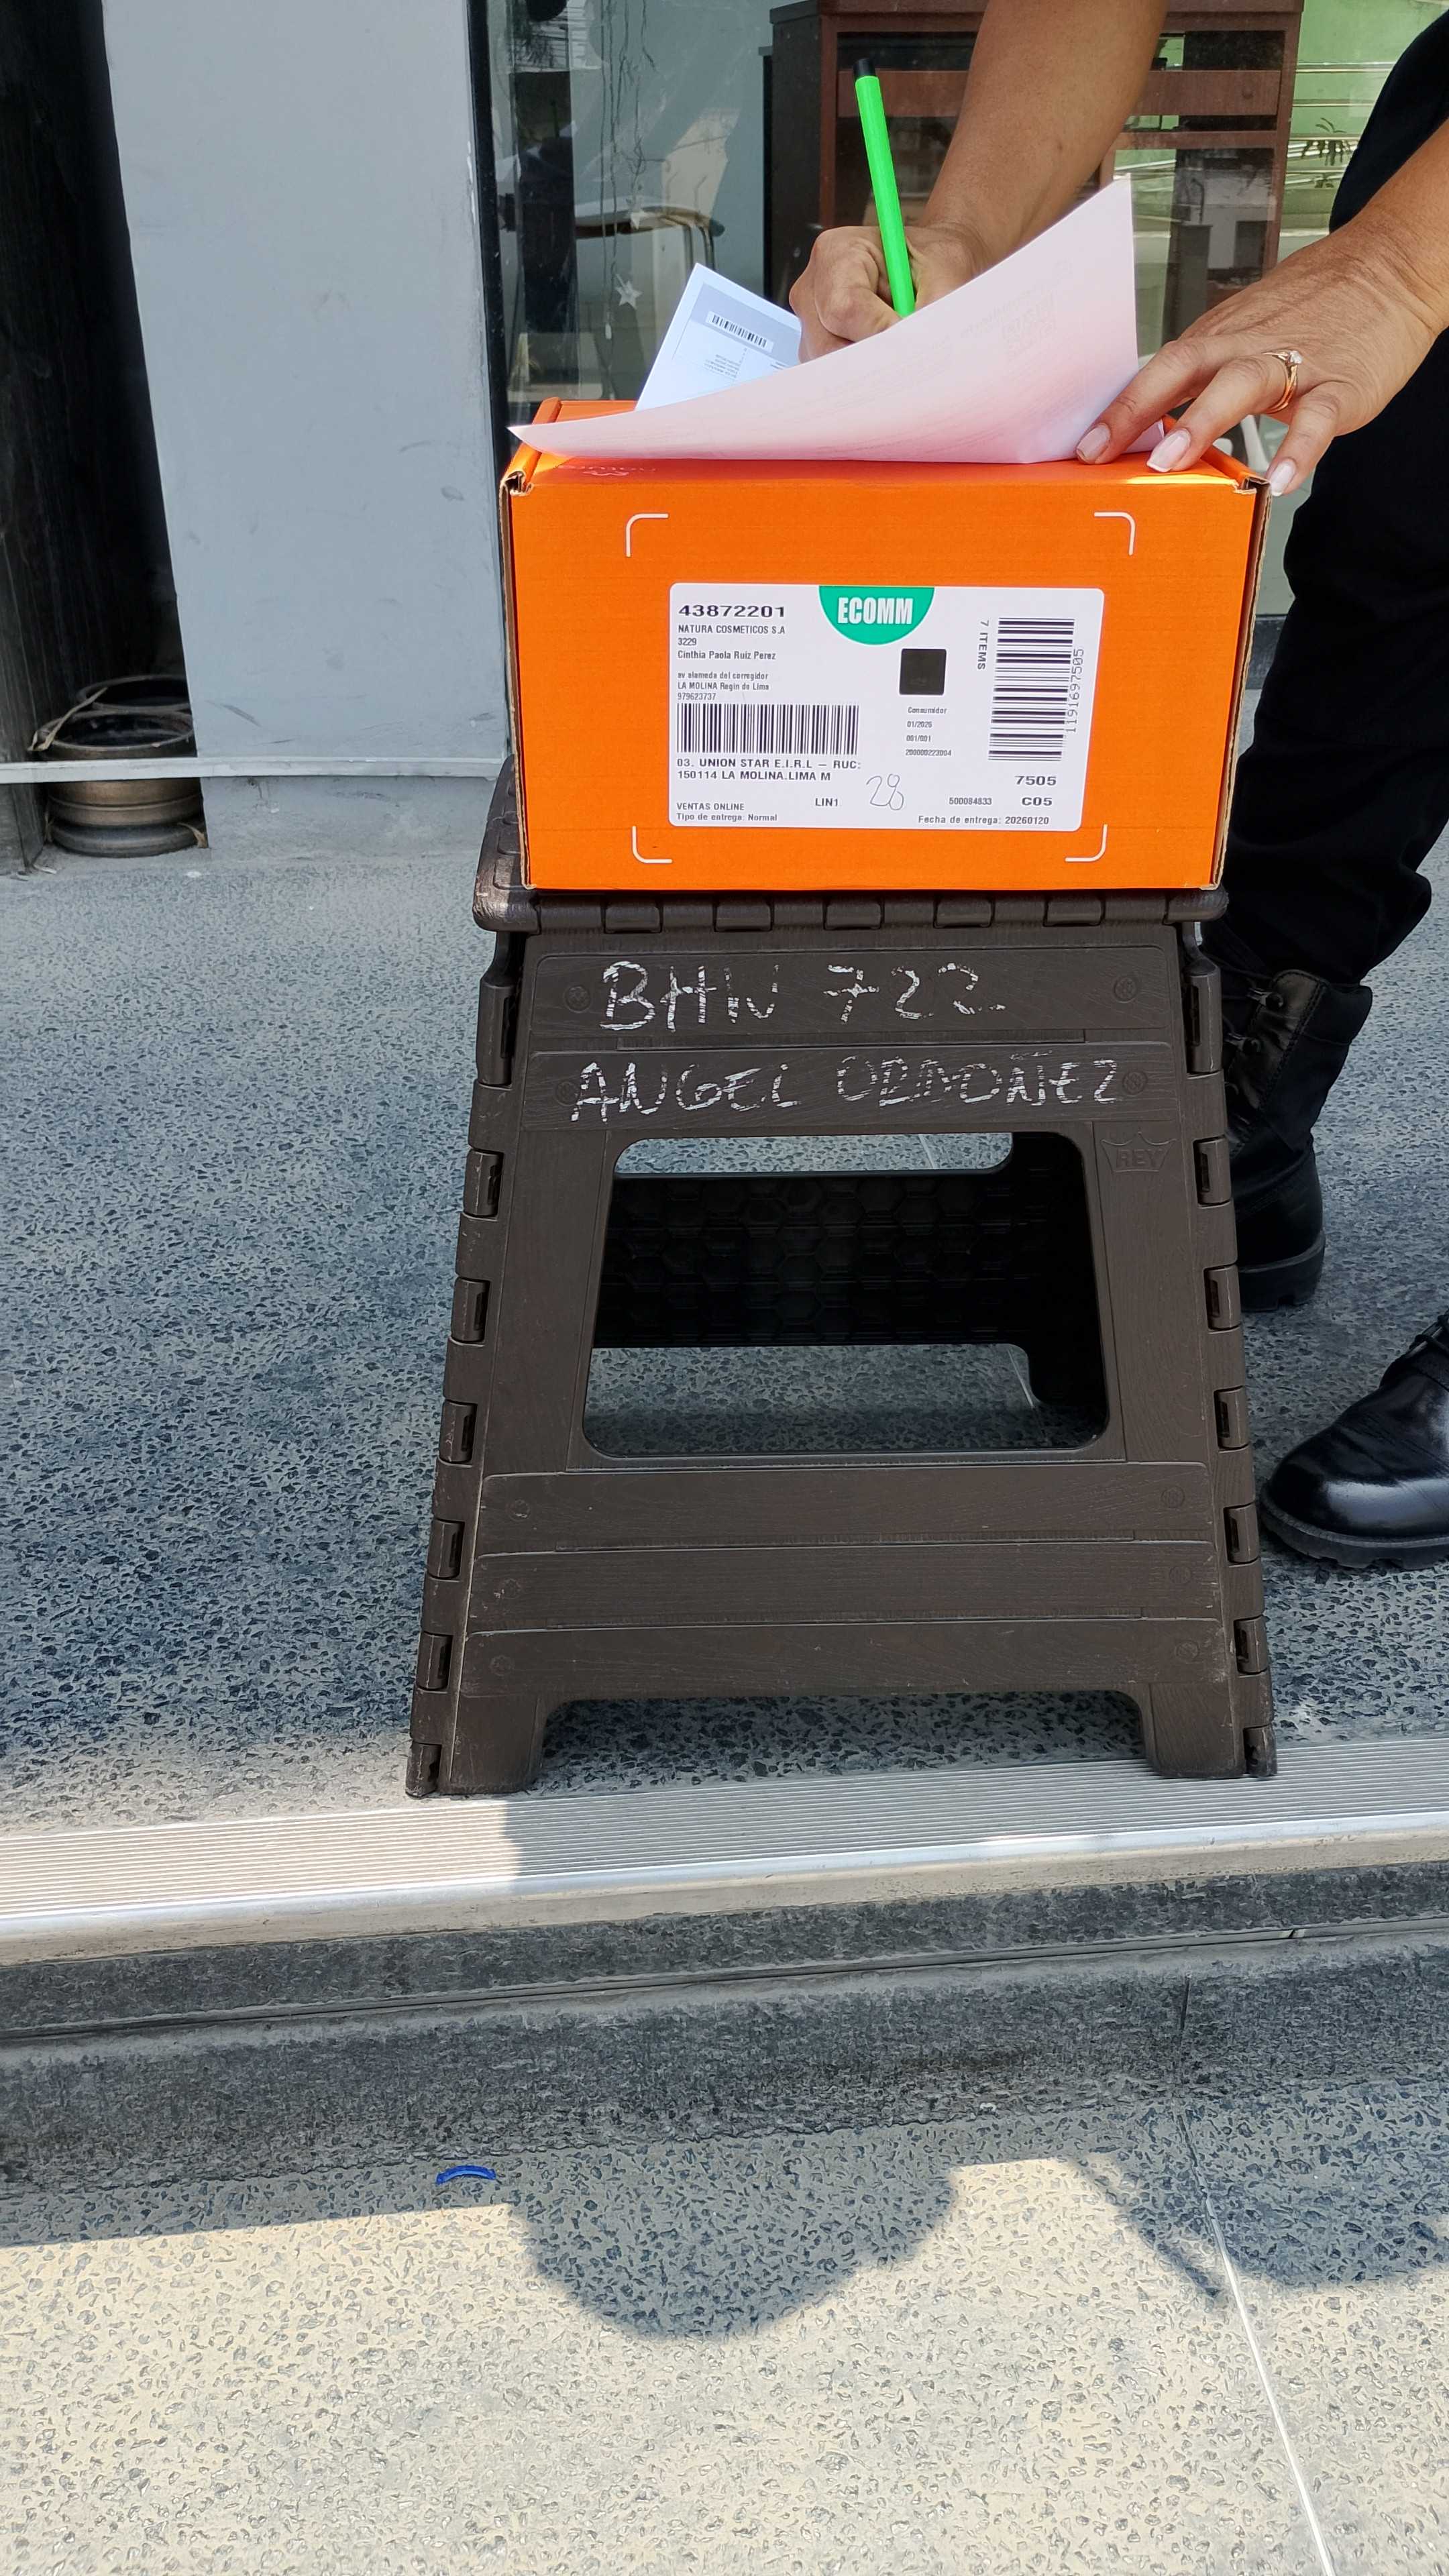 43872201
ECOMM
NATURA COSMETICOS S.A
3229
Cinthia Paola Ruiz Perez
av alameda del corregidor
LA MOLINA Regin de Lima
979623737
7 ITEMS
1191697505
Consumidor
01/2026
001/001
200000223004
03. UNION STAR E.I.R.L – RUC:
150114 LA MOLINA.LIMA M
28
7505
VENTAS ONLINE
LIN1
500084833
C05
Tipo de entrega: Normal
Fecha de entrega: 20260120
BHW 722
ANGEL ORDOÑEZ
REY